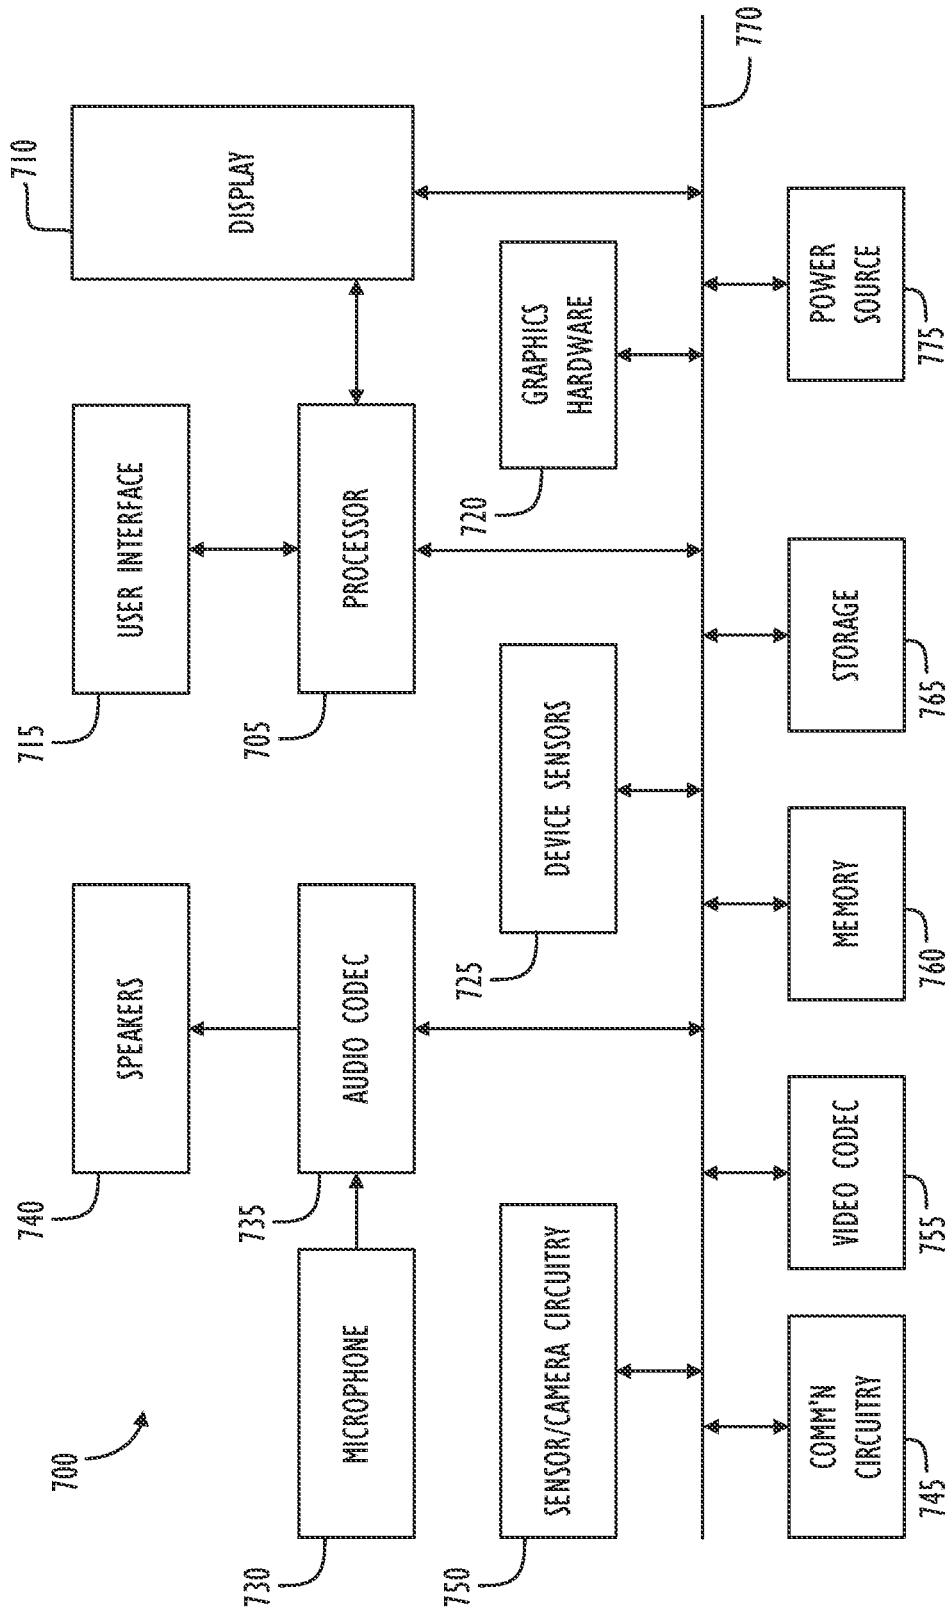 700
740
SPEAKERS
715
USER INTERFACE
710
DISPLAY
730
MICROPHONE
735
AUDIO CODEC
705
PROCESSOR
750
SENSOR/CAMERA CIRCUITRY
725
DEVICE SENSORS
720
GRAPHICS
HARDWARE
770
COMM'N
CIRCUITRY
745
VIDEO CODEC
755
MEMORY
760
STORAGE
765
POWER
SOURCE
775